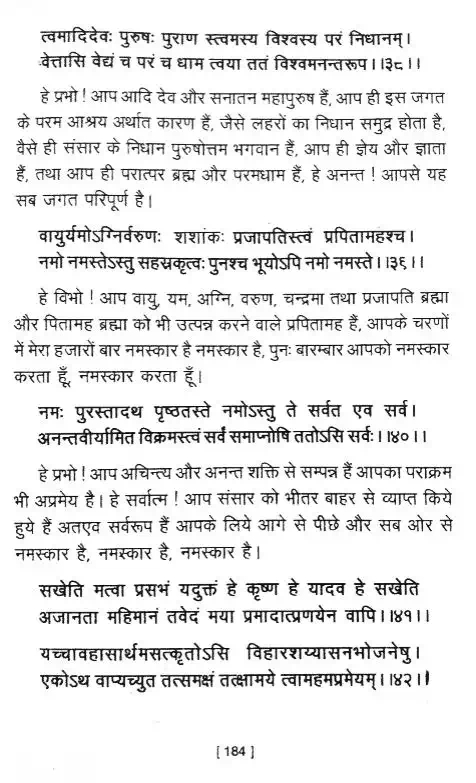 त्वमादिदेवः पुरुषः पुराण स्त्वमस्य विश्वस्य परं निधानम्।
वेत्तासि वेद्यं च परं च धाम त्वया ततं विश्वमनन्तरूप।।३८।।
हे प्रभो ! आप आदि देव और सनातन महापुरुष हैं, आप ही इस जगत
के परम आश्रय अर्थात कारण हैं, जैसे लहरों का निधान समुद्र होता है,
वैसे ही संसार के निधान पुरुषोत्तम भगवान हैं, आप ही ज्ञेय और ज्ञाता
हैं, तथा आप ही परात्पर ब्रह्म और परमधाम हैं, हे अनन्त ! आपसे यह
सब जगत परिपूर्ण है।
वायुर्यमोऽग्निर्वरुणः शशांकः प्रजापतिस्त्वं प्रपितामहश्च।
नमो नमस्तेऽस्तु सहस्रकृत्वः पुनश्च भूयोऽपि नमो नमस्ते।।३६।।
हे विभो ! आप वायु, यम, अग्नि, वरुण, चन्द्रमा तथा प्रजापति ब्रह्मा
और पितामह ब्रह्मा को भी उत्पन्न करने वाले प्रपितामह हैं, आपके चरणों
में मेरा हजारों बार नमस्कार है नमस्कार है, पुनः बारम्बार आपको नमस्कार
करता हूँ, नमस्कार करता हूँ।
नमः पुरस्तादथ पृष्ठतस्ते नमोऽस्तु ते सर्वत एव सर्व।
अनन्तवीर्यामित विक्रमस्त्वं सर्वं समाप्नोषि ततोऽसि सर्वः।।४०।।
हे प्रभो ! आप अचिन्त्य और अनन्त शक्ति से सम्पन्न हैं आपका पराक्रम
भी अप्रमेय है। हे सर्वात्म ! आप संसार को भीतर बाहर से व्याप्त किये
हुये हैं अतएव सर्वरूप हैं आपके लिये आगे से पीछे और सब ओर से
नमस्कार है, नमस्कार है, नमस्कार है।
सखेति मत्वा प्रसभं यदुक्तं हे कृष्ण हे यादव हे सखेति
अजानता महिमानं तवेदं मया प्रमादात्प्रणयेन वापि।।४१।।
यच्चावहासार्थमसत्कृतोऽसि विहारशय्यासनभोजनेषु।
एकोऽथ वाप्यच्युत तत्समक्षं तत्क्षामये त्वामहमप्रमेयम्।।४२।।
[ 184 ]